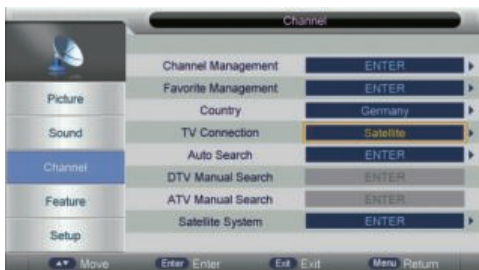 Channel
Channel Management ENTER
Favorite Management ENTER
Picture
Country Germany
Sound
TV Connection Satellite
Auto Search ENTER
Channel
DTV Manual Search ENTER
ATV Manual Search ENTER
Feature
Satellite System ENTER
Setup
Move Enter Enter Exit Exit Menu Return